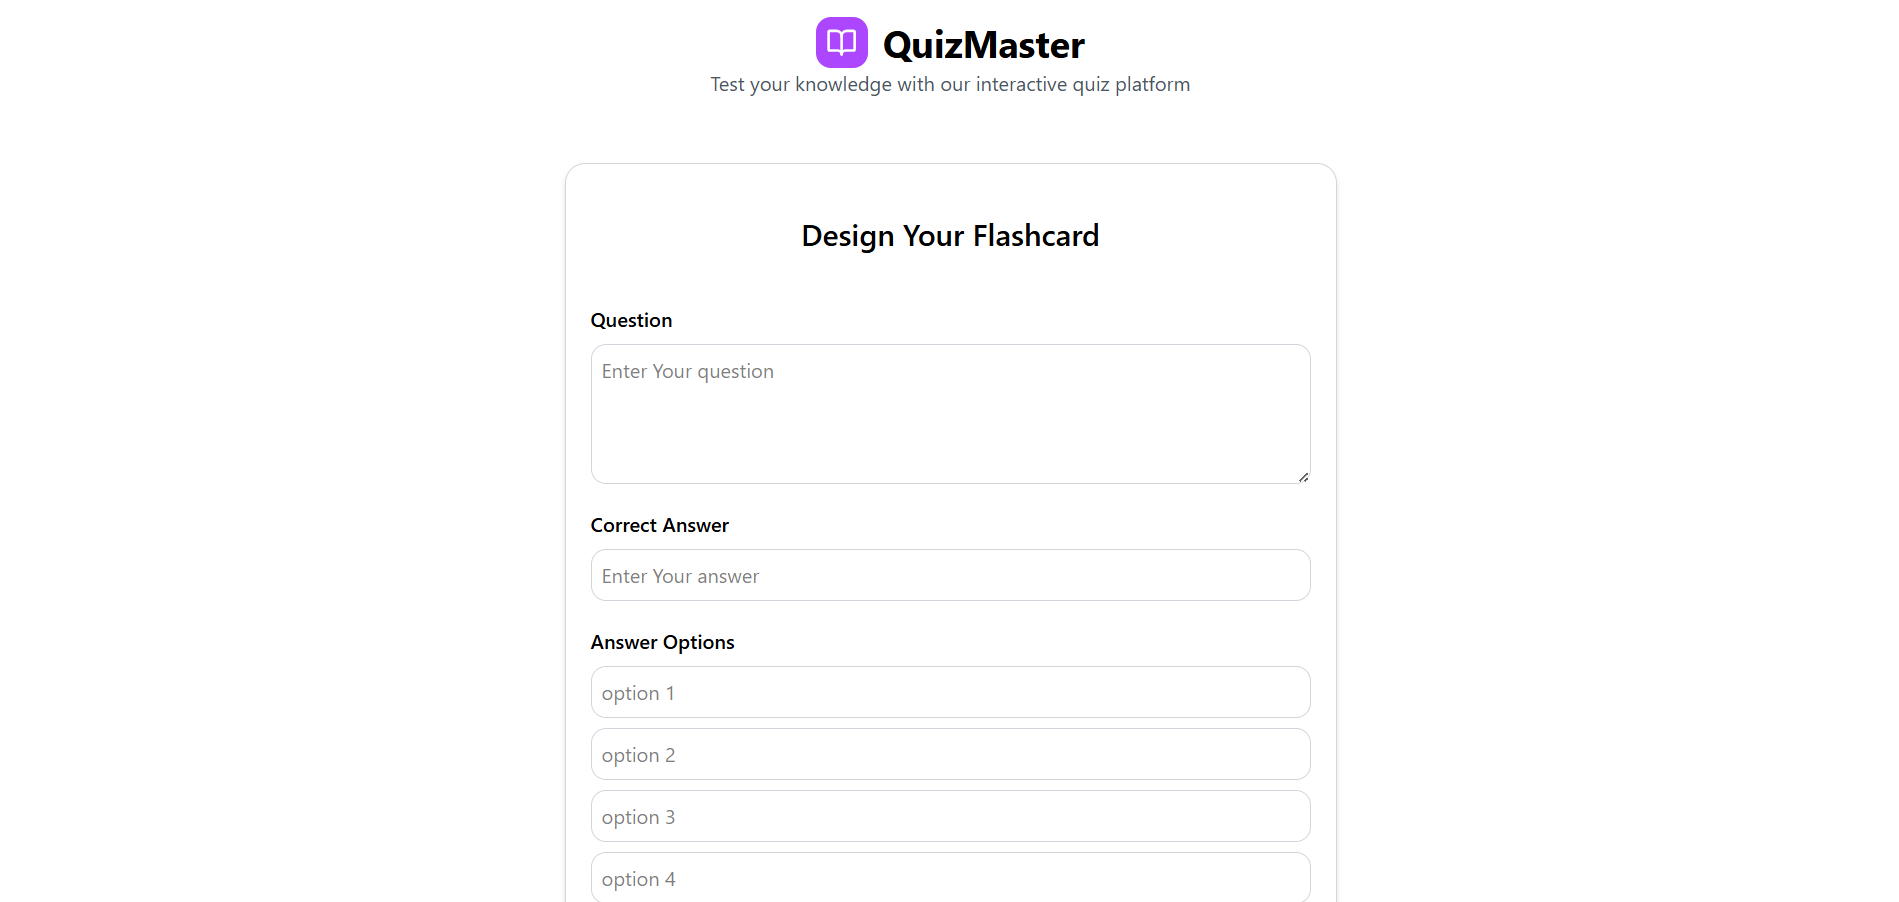 QuizMaster
Test your knowledge with our interactive quiz platform
Design Your Flashcard
Question
Enter Your question
Correct Answer
Enter Your answer
Answer Options
option 1
option 2
option 3
option 4